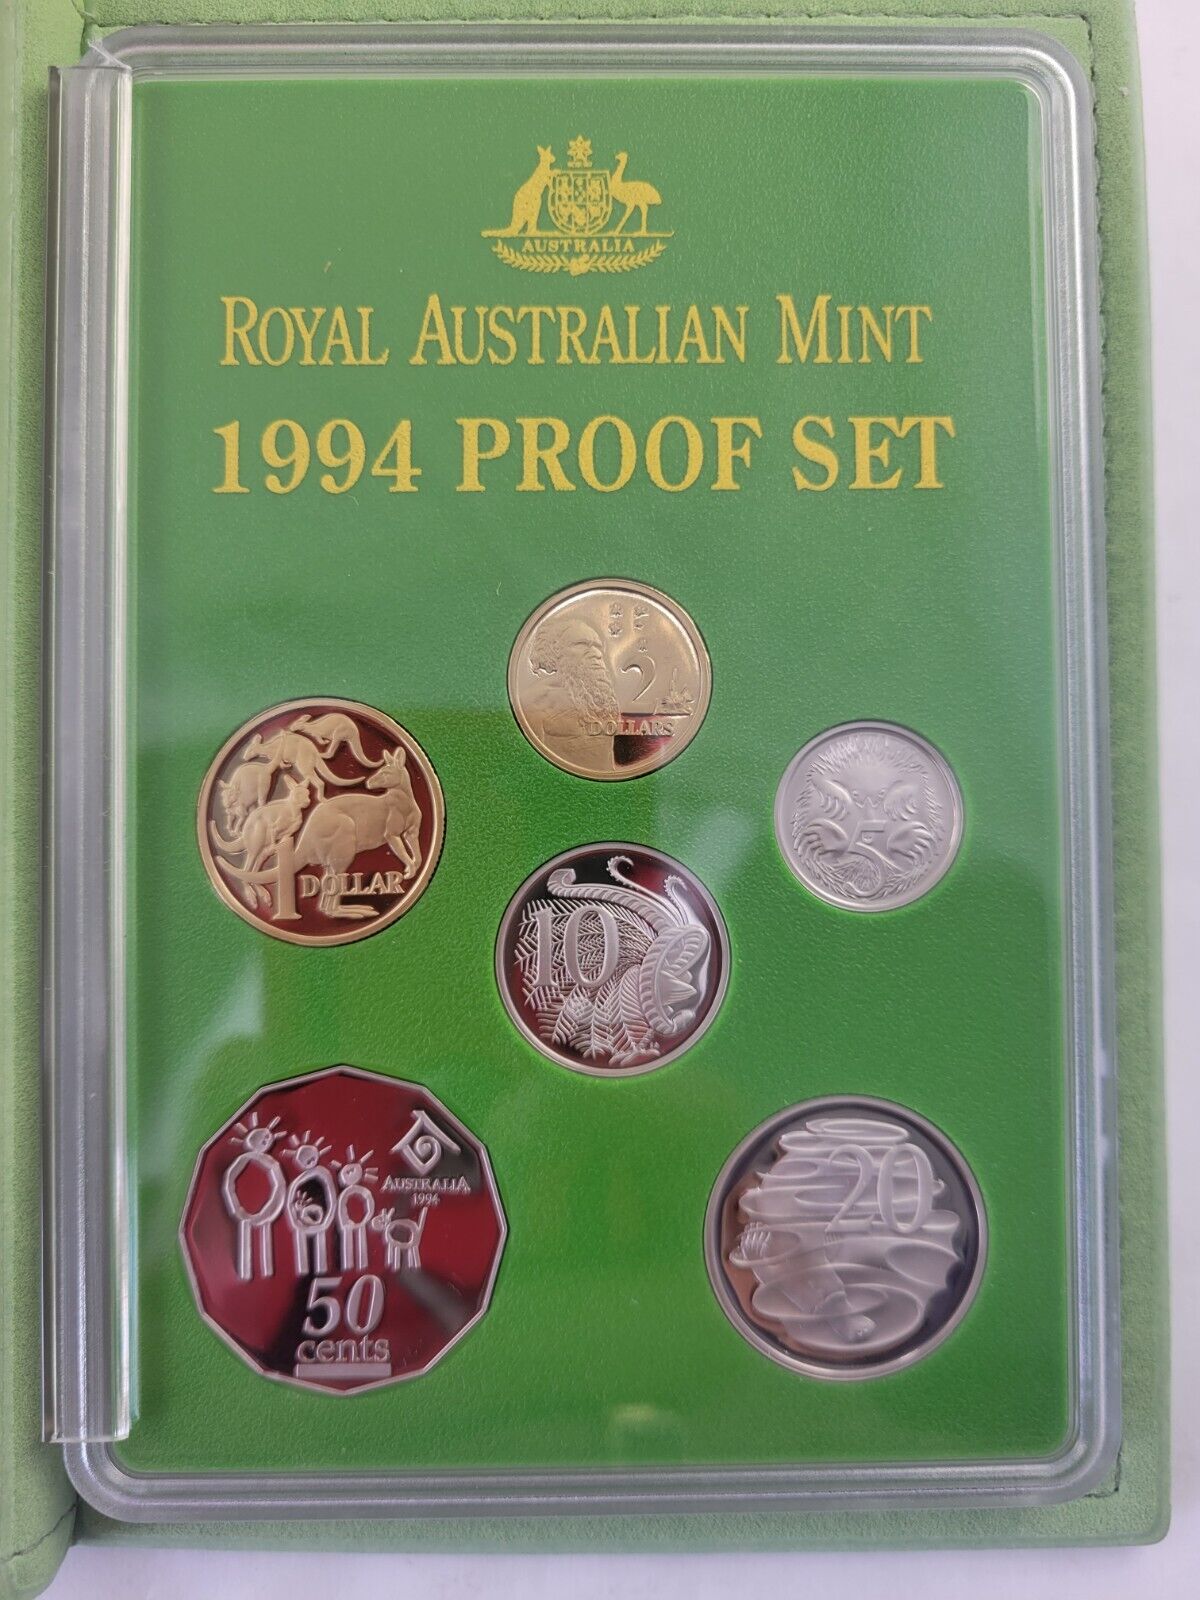 AUSTRALIA
ROYAL AUSTRALIAN MINT
1994 PROOF SET
2
DOLLARS
1
DOLLAR
5
10
AUSTRALIA
1994
50
cents
20